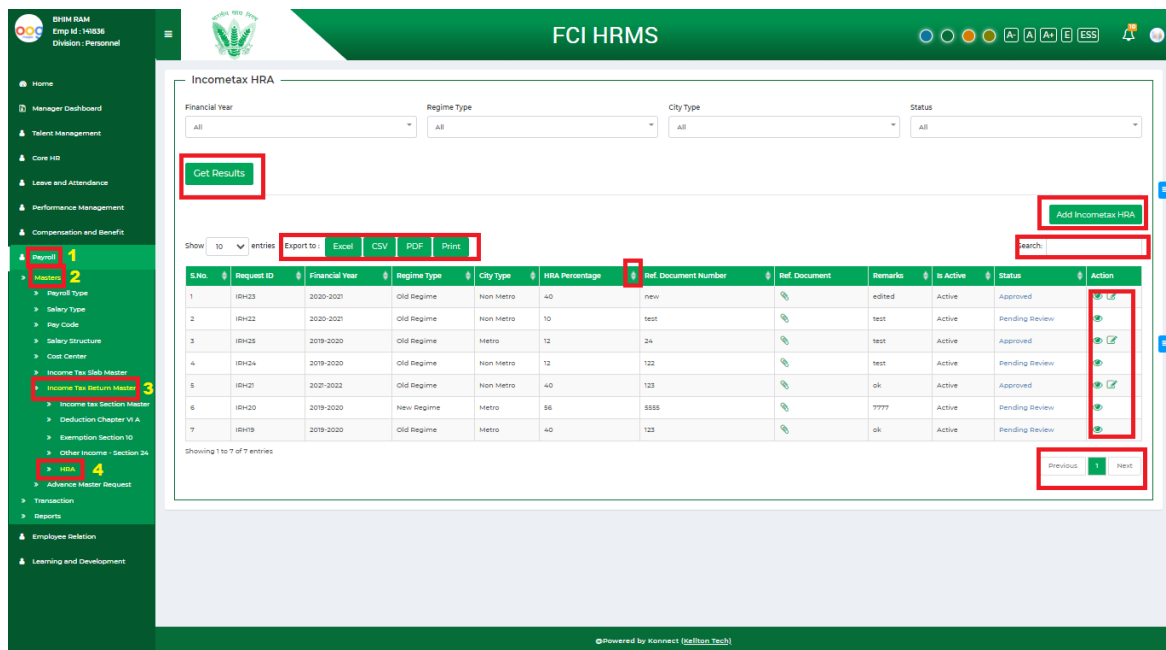 BHIM RAM
Emp Id : 141836
Division : Personnel
FCI HRMS
A- A A+ E ESS
10
Home
Manager Dashboard
Talent Management
Core HR
Leave and Attendance
Performance Management
Compensation and Benefit
Payroll 1
Masters 2
Payroll Type
Salary Type
Pay Code
Salary Structure
Cost Center
Income Tax Slab Master
Income Tax Return Master 3
Income tax Section Master
Deduction Chapter VI A
Exemption Section 10
Other Income - Section 24
HRA 4
Advance Master Request
Transaction
Reports
Employee Relation
Learning and Development
Incometax HRA
Financial Year Regime Type City Type Status
All All All All
Get Results
Add Incometax HRA
Show 10 entries Export to : Excel CSV PDF Print Search:
S.No. Request ID Financial Year Regime Type City Type HRA Percentage Ref. Document Number Ref. Document Remarks Is Active Status Action
1 IRH23 2020-2021 Old Regime Non Metro 40 new edited Active Approved
2 IRH22 2020-2021 Old Regime Non Metro 10 test test Active Pending Review
3 IRH25 2019-2020 Old Regime Metro 12 24 test Active Approved
4 IRH24 2019-2020 Old Regime Non Metro 12 122 test Active Pending Review
5 IRH21 2021-2022 Old Regime Non Metro 40 123 ok Active Approved
6 IRH20 2019-2020 New Regime Metro 56 5555 7777 Active Pending Review
7 IRH19 2019-2020 Old Regime Metro 40 123 ok Active Pending Review
Showing 1 to 7 of 7 entries
Previous 1 Next
@Powered by Konnect (Kellton Tech)